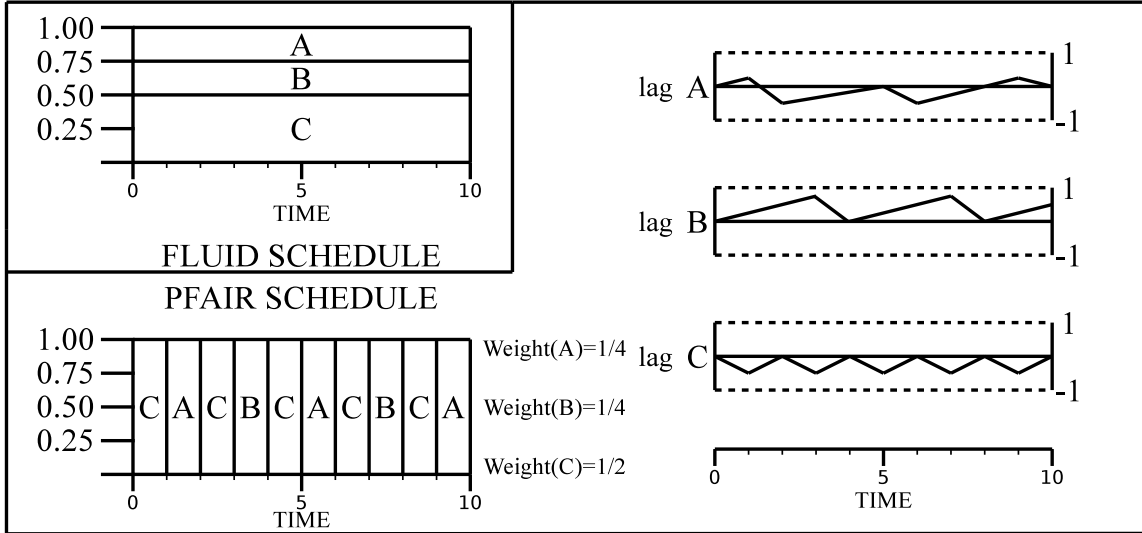 1.00
0.75
0.50
0.25
A
B
C
0 5 10
TIME
FLUID SCHEDULE
PFAIR SCHEDULE
1.00
0.75
0.50
0.25
C A C B C A C B C A
0 5 10
TIME
Weight(A)=1/4
Weight(B)=1/4
Weight(C)=1/2
lag A
1
-1
lag B
1
-1
lag C
1
-1
0 5 10
TIME